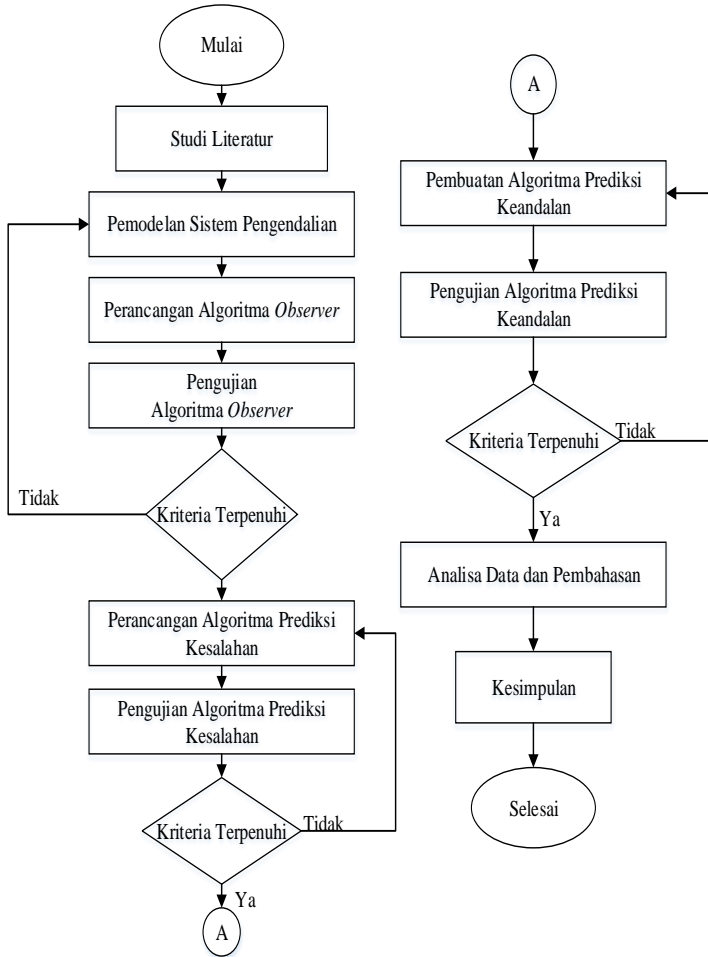 Mulai
Studi Literatur
Pemodelan Sistem Pengendalian
Perancangan Algoritma Observer
Pengujian
Algoritma Observer
Tidak
Kriteria Terpenuhi
Perancangan Algoritma Prediksi
Kesalahan
Pengujian Algoritma Prediksi
Kesalahan
Kriteria Terpenuhi
Tidak
Ya
A
A
Pembuatan Algoritma Prediksi
Keandalan
Pengujian Algoritma Prediksi
Keandalan
Kriteria Terpenuhi
Tidak
Ya
Analisa Data dan Pembahasan
Kesimpulan
Selesai